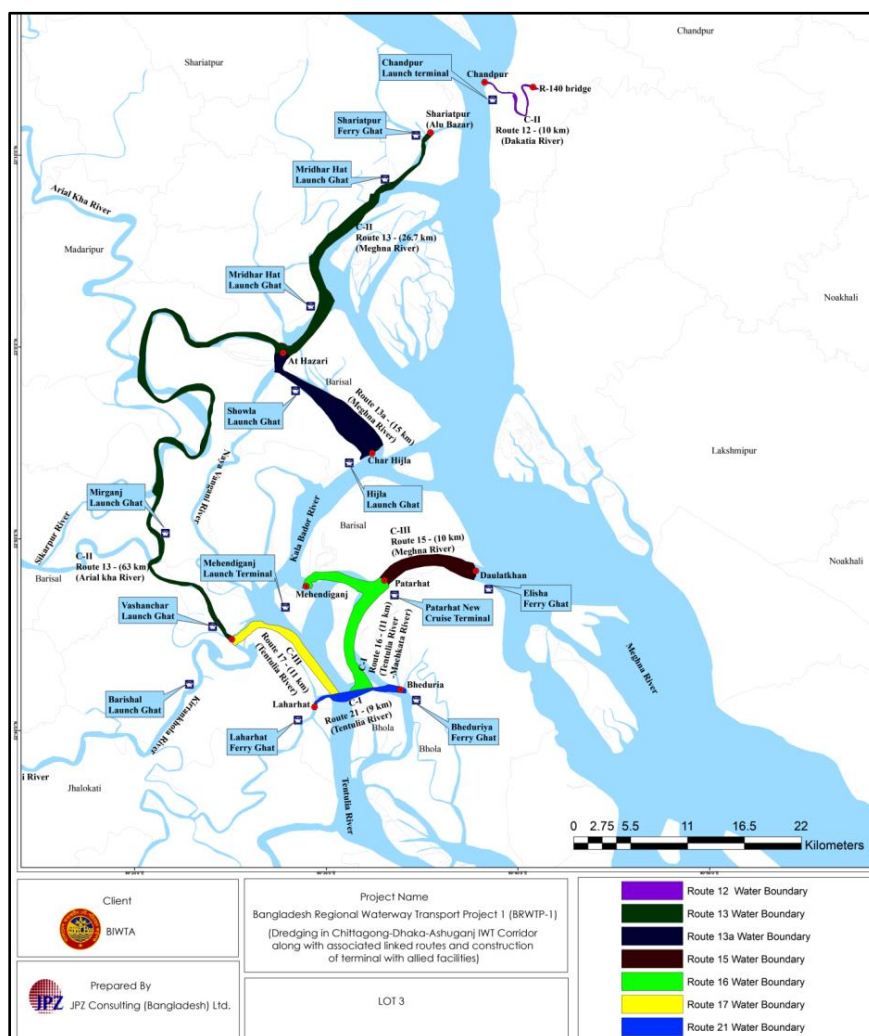 Chandpur
Shariatpur
Chandpur
Launch terminal
Chandpur
R-140 bridge
C-II
Route 12 - (10 km)
(Dakatia River)
Shariatpur
(Alu Bazar)
Shariatpur
Ferry Ghat
Mridhar Hat
Launch Ghat
Arial Kha River
C-II
Route 13 - (26.7 km)
(Meghna River)
Madaripur
Mridhar Hat
Launch Ghat
Noakhali
At Hazari
Barisal
Route 13a - (15 km)
(Meghna River)
Showla
Launch Ghat
Char Hijla
Lakshmipur
Naya Vangani River
Hijla
Launch Ghat
Mirganj
Launch Ghat
Sikarpur River
Kala Bador River
Barisal
C-III
Route 15 - (10 km)
(Meghna River)
C-II
Route 13 - (63 km)
(Arial kha River)
Barisal
Noakhali
Mehendiganj
Launch Terminal
Mehendiganj
Patarhat
Daulatkhan
Elisha
Ferry Ghat
Patarhat New
Cruise Terminal
Vashanchar
Launch Ghat
C-III
Route 17 - (11 km)
(Tentulia River)
C-I
Route 16 - (11 km)
(Tentulia River
-Machkata River)
Meghna River
Barishal
Launch Ghat
Kirtankhola River
Laharhat
Bheduria
C-I
Route 21 - (9 km)
(Tentulia River)
Laharhat
Ferry Ghat
Bheduriya
Ferry Ghat
Bhola
Bhola
i River
Jhalokati
Tentulia River
0 2.75 5.5 11 16.5 22
Kilometers
Client
BIWTA
Prepared By
JPZ
JPZ Consulting (Bangladesh) Ltd.
Project Name
Bangladesh Regional Waterway Transport Project 1 (BRWTP-1)
(Dredging in Chittagong-Dhaka-Ashuganj IWT Corridor
along with associated linked routes and construction
of terminal with allied facilities)
LOT 3
Route 12 Water Boundary
Route 13 Water Boundary
Route 13a Water Boundary
Route 15 Water Boundary
Route 16 Water Boundary
Route 17 Water Boundary
Route 21 Water Boundary